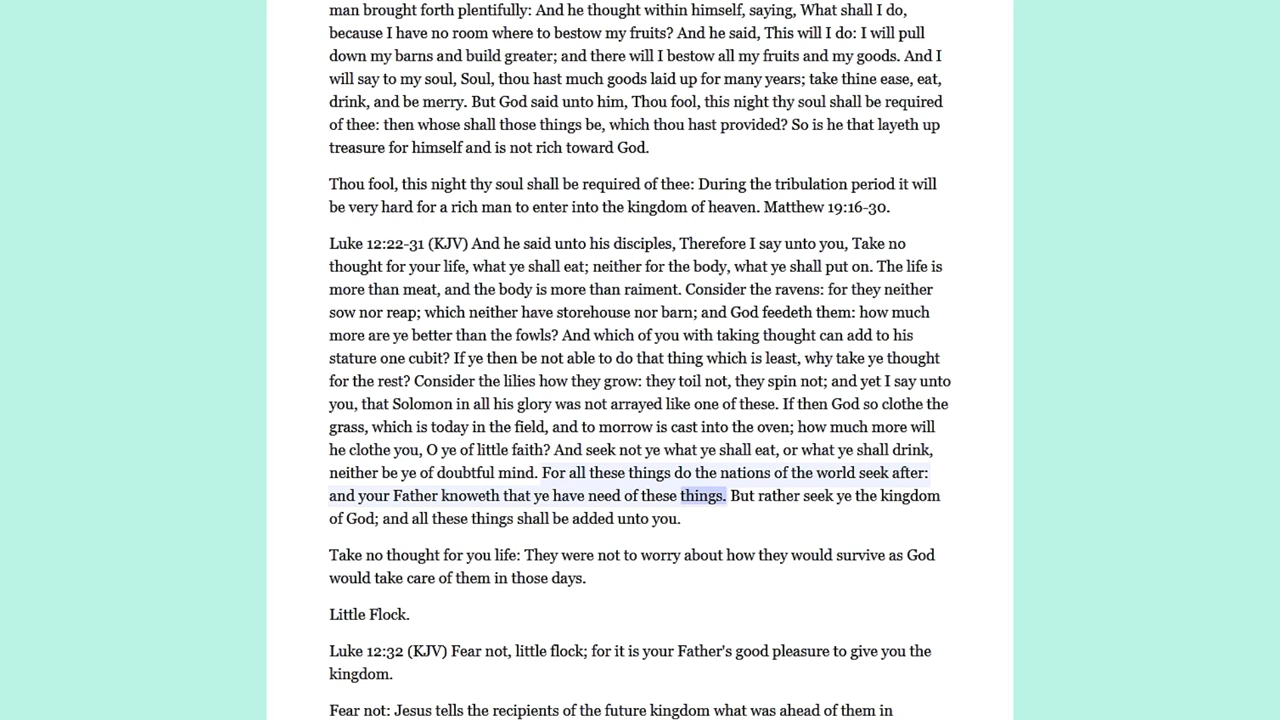 man brought forth plentifully: And he thought within himself, saying, What shall I do,
because I have no room where to bestow my fruits? And he said, This will I do: I will pull
down my barns and build greater; and there will I bestow all my fruits and my goods. And I
will say to my soul, Soul, thou hast much goods laid up for many years; take thine ease, eat,
drink, and be merry. But God said unto him, Thou fool, this night thy soul shall be required
of thee: then whose shall those things be, which thou hast provided? So is he that layeth up
treasure for himself and is not rich toward God.
Thou fool, this night thy soul shall be required of thee: During the tribulation period it will
be very hard for a rich man to enter into the kingdom of heaven. Matthew 19:16-30.
Luke 12:22-31 (KJV) And he said unto his disciples, Therefore I say unto you, Take no
thought for your life, what ye shall eat; neither for the body, what ye shall put on. The life is
more than meat, and the body is more than raiment. Consider the ravens: for they neither
sow nor reap; which neither have storehouse nor barn; and God feedeth them: how much
more are ye better than the fowls? And which of you with taking thought can add to his
stature one cubit? If ye then be not able to do that thing which is least, why take ye thought
for the rest? Consider the lilies how they grow: they toil not, they spin not; and yet I say unto
you, that Solomon in all his glory was not arrayed like one of these. If then God so clothe the
grass, which is today in the field, and to morrow is cast into the oven; how much more will
he clothe you, O ye of little faith? And seek not ye what ye shall eat, or what ye shall drink,
neither be ye of doubtful mind. For all these things do the nations of the world seek after:
and your Father knoweth that ye have need of these things. But rather seek ye the kingdom
of God; and all these things shall be added unto you.
Take no thought for you life: They were not to worry about how they would survive as God
would take care of them in those days.
Little Flock.
Luke 12:32 (KJV) Fear not, little flock; for it is your Father's good pleasure to give you the
kingdom.
Fear not: Jesus tells the recipients of the future kingdom what was ahead of them in